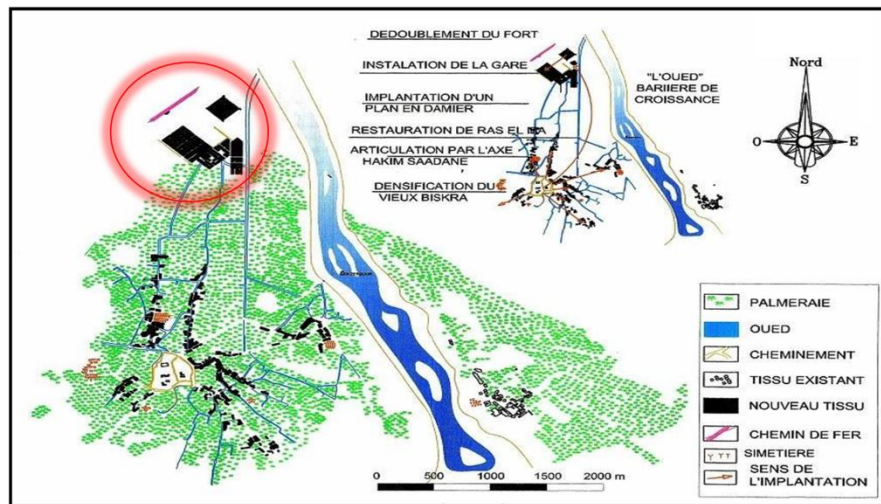 DEDOUBLEMENT DU FORT
INSTALATION DE LA GARE
IMPLANTATION D'UN
PLAN EN DAMIER
RESTAURATION DE RAS EL
ARTICULATION PAR L'AXE
HAKIM SAADANE
DENSIFICATION DU
VIEUX BISKRA
"L'OUED"
BARIIERE DE
CROISSANCE
Nord
O
E
S
PALMERAIE
OUED
CHEMINEMENT
TISSU EXISTANT
NOUVEAU TISSU
CHEMIN DE FER
SIMETIERE
SENS DE
L'IMPLANTATION
0 500 1000 1500 2000 m